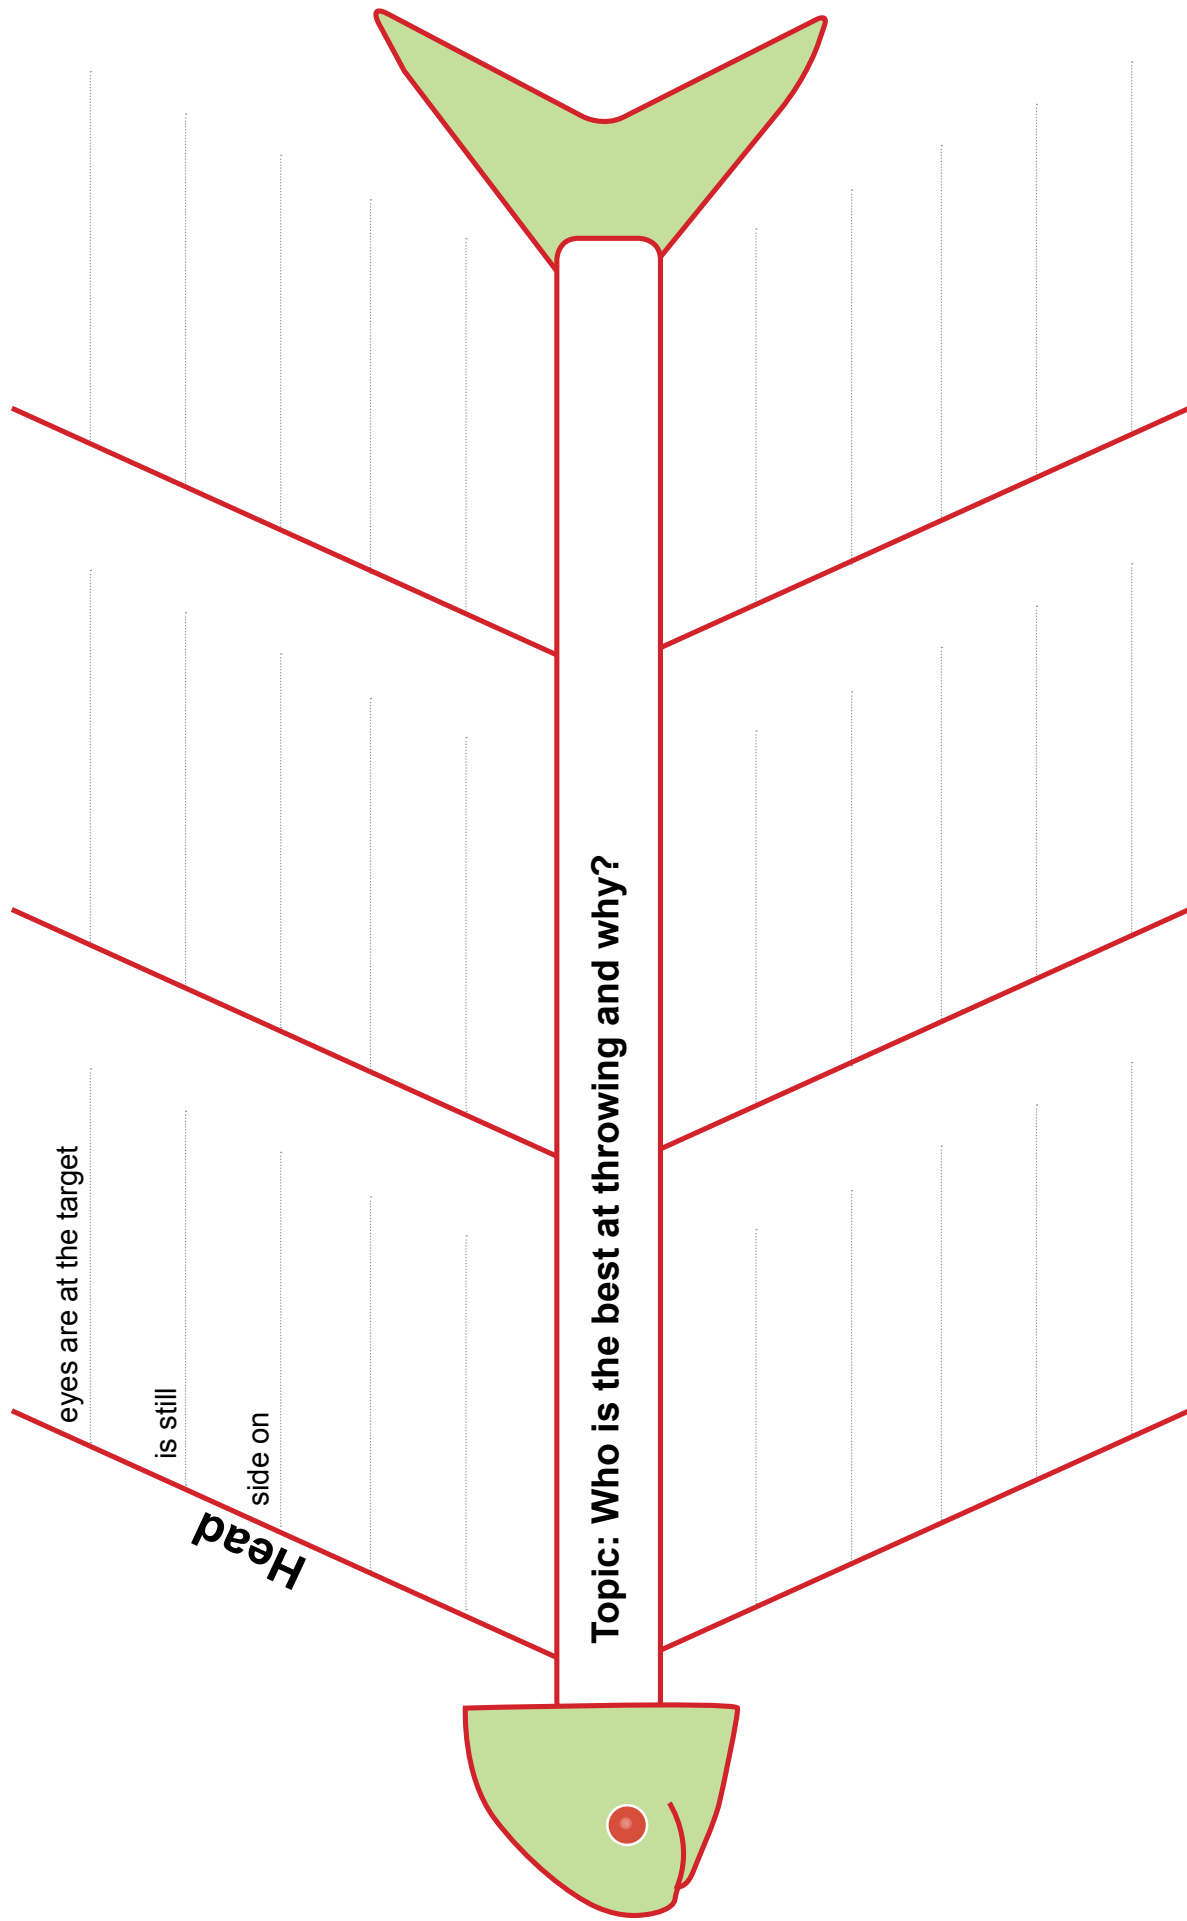 eyes are at the target
is still
side on
Head
Topic: Who is the best at throwing and why?